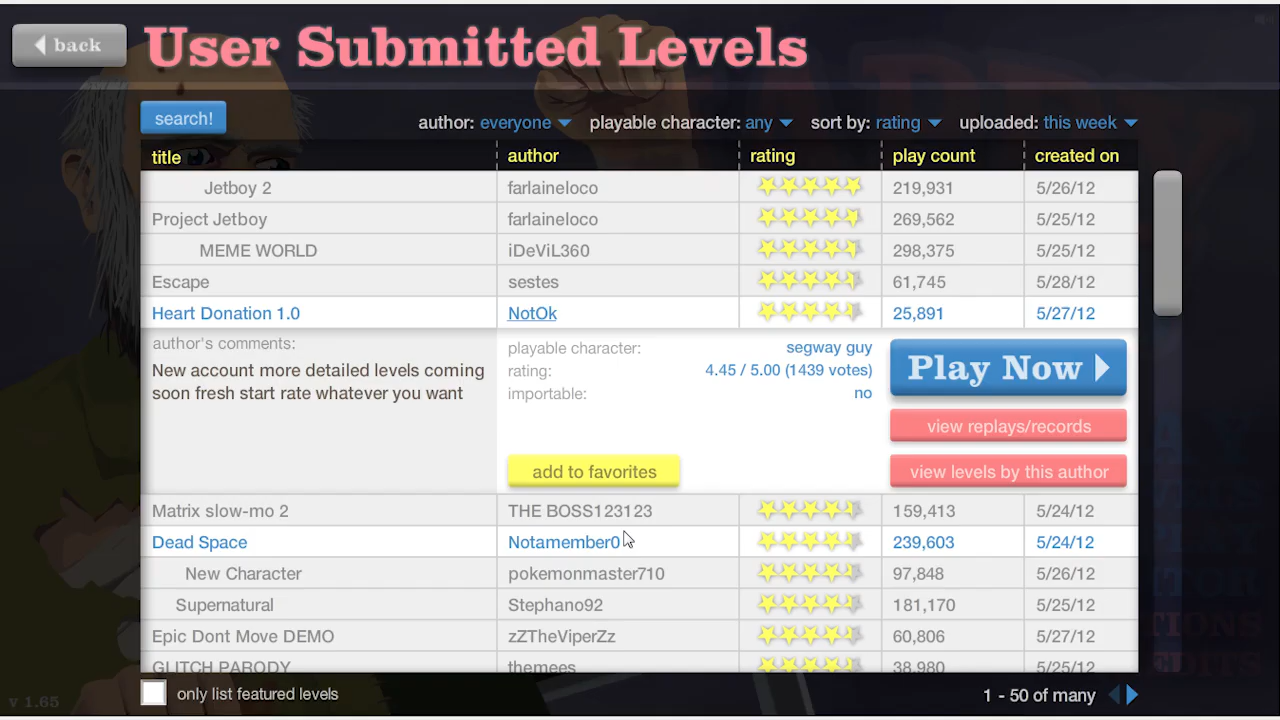 back
User Submitted Levels
search!
author: everyone playable character: any sort by: rating uploaded: this week
title author rating play count created on
Jetboy 2 farlaineloco 219,931 5/26/12
Project Jetboy farlaineloco 269,562 5/25/12
MEME WORLD iDeViL360 298,375 5/25/12
Escape sestes 61,745 5/28/12
Heart Donation 1.0 NotOk 25,891 5/27/12
author's comments:
New account more detailed levels coming
soon fresh start rate whatever you want
playable character: segway guy
rating: 4.45 / 5.00 (1439 votes)
importable: no
add to favorites
Play Now
view replays/records
view levels by this author
Matrix slow-mo 2 THE BOSS123123 159,413 5/24/12
Dead Space Notamember0 239,603 5/24/12
New Character pokemonmaster710 97,848 5/26/12
Supernatural Stephano92 181,170 5/25/12
Epic Dont Move DEMO zZTheViperZz 60,806 5/27/12
GLITCH PARODY themees 38,980 5/25/12
only list featured levels
1 - 50 of many
v 1.65